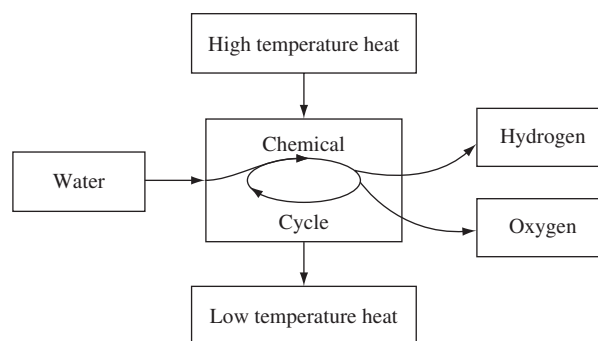 High temperature heat
Chemical
Hydrogen
Water
Cycle
Oxygen
Low temperature heat